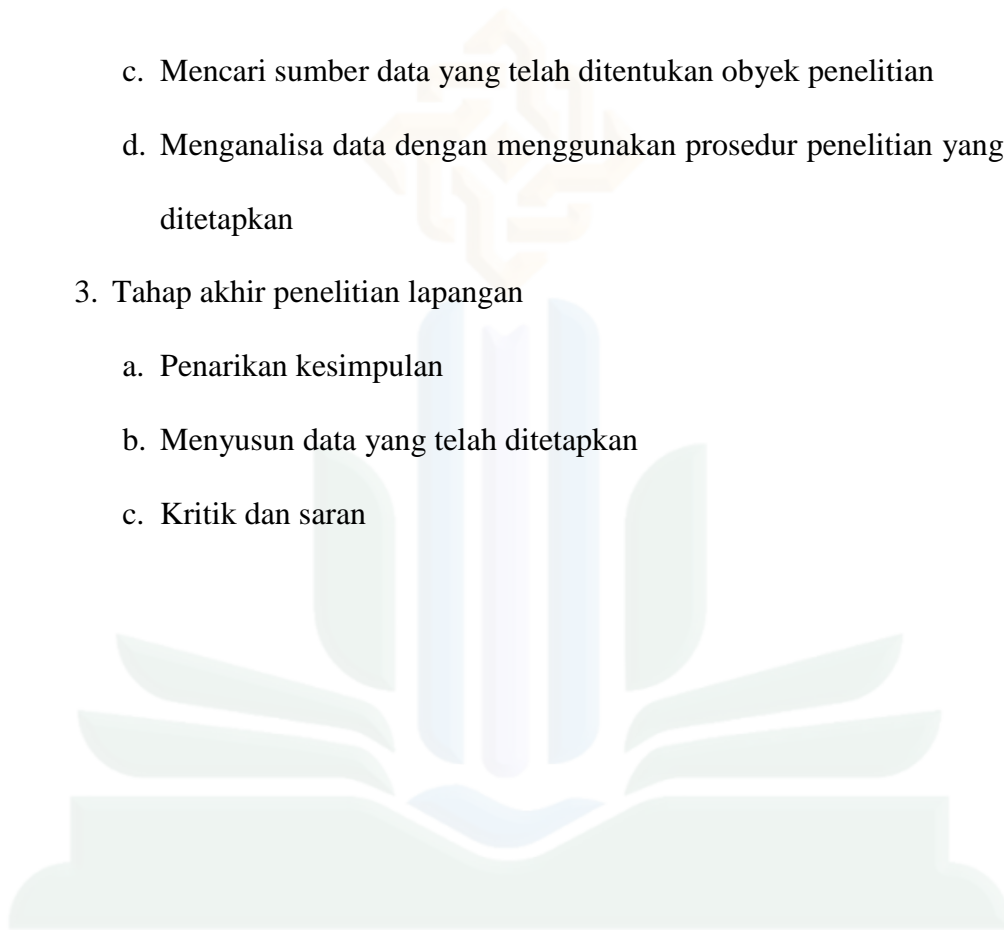 c. Mencari sumber data yang telah ditentukan obyek penelitian
d. Menganalisa data dengan menggunakan prosedur penelitian yang
ditetapkan
3. Tahap akhir penelitian lapangan
a. Penarikan kesimpulan
b. Menyusun data yang telah ditetapkan
c. Kritik dan saran